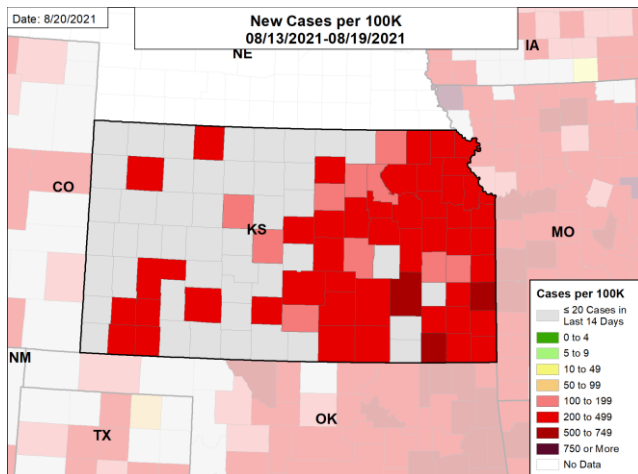 Date: 8/20/2021
New Cases per 100K
08/13/2021-08/19/2021
NE
IA
CO
KS
MO
NM
TX
OK
Cases per 100K
≤ 20 Cases in
Last 14 Days
0 to 4
5 to 9
10 to 49
50 to 99
100 to 199
200 to 499
500 to 749
750 or More
No Data